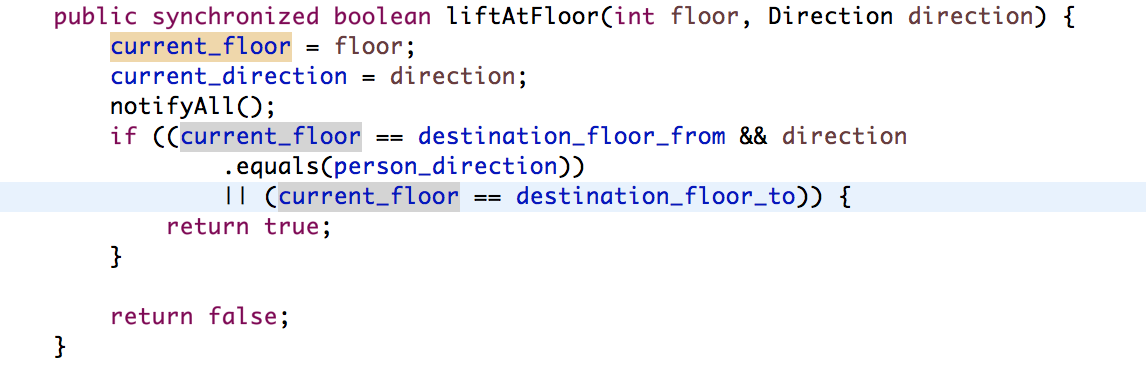 public synchronized boolean liftAtFloor(int floor, Direction direction) {
current_floor = floor;
current_direction = direction;
notifyAll();
if ((current_floor == destination_floor_from && direction
.equals(person_direction))
|| (current_floor == destination_floor_to)) {
return true;
}
return false;
}